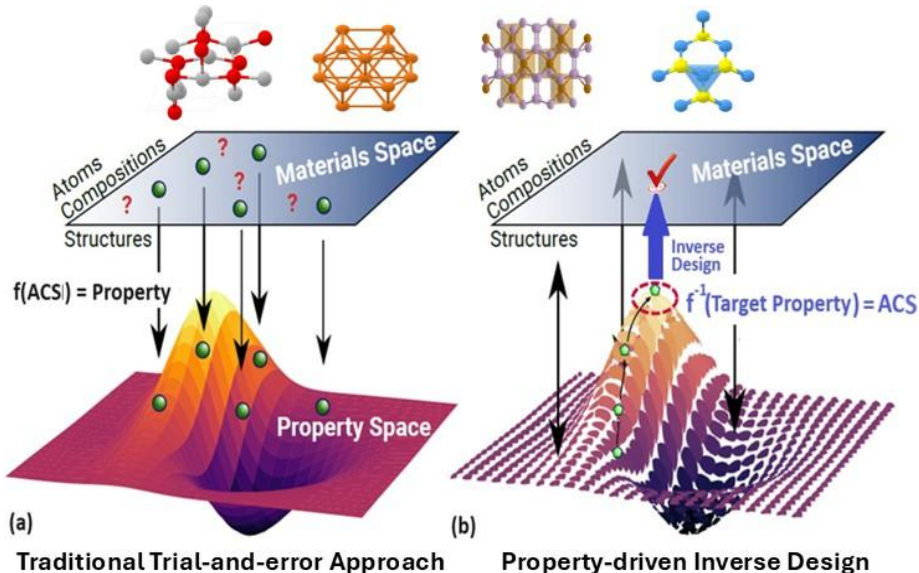 Atoms
Compositions
Structures
Materials Space
?
?
?
?
f(ACS) = Property
Property Space
(a)
Traditional Trial-and-error Approach
Atoms
Compositions
Structures
Materials Space
Inverse
Design
f⁻¹(Target Property) = ACS
(b)
Property-driven Inverse Design